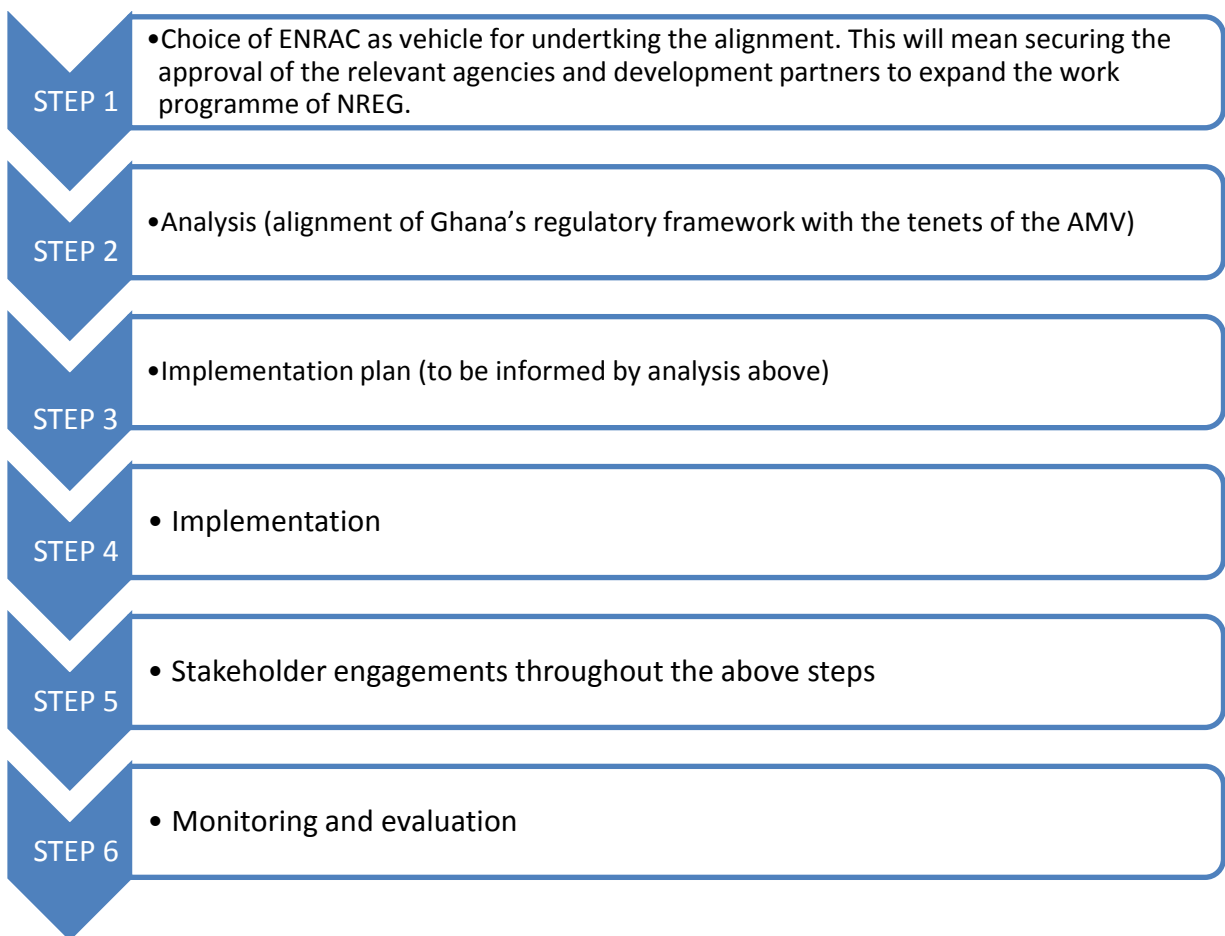 STEP 1
•Choice of ENRAC as vehicle for undertking the alignment. This will mean securing the
approval of the relevant agencies and development partners to expand the work
programme of NREG.
STEP 2
•Analysis (alignment of Ghana’s regulatory framework with the tenets of the AMV)
STEP 3
•Implementation plan (to be informed by analysis above)
STEP 4
• Implementation
STEP 5
• Stakeholder engagements throughout the above steps
STEP 6
• Monitoring and evaluation